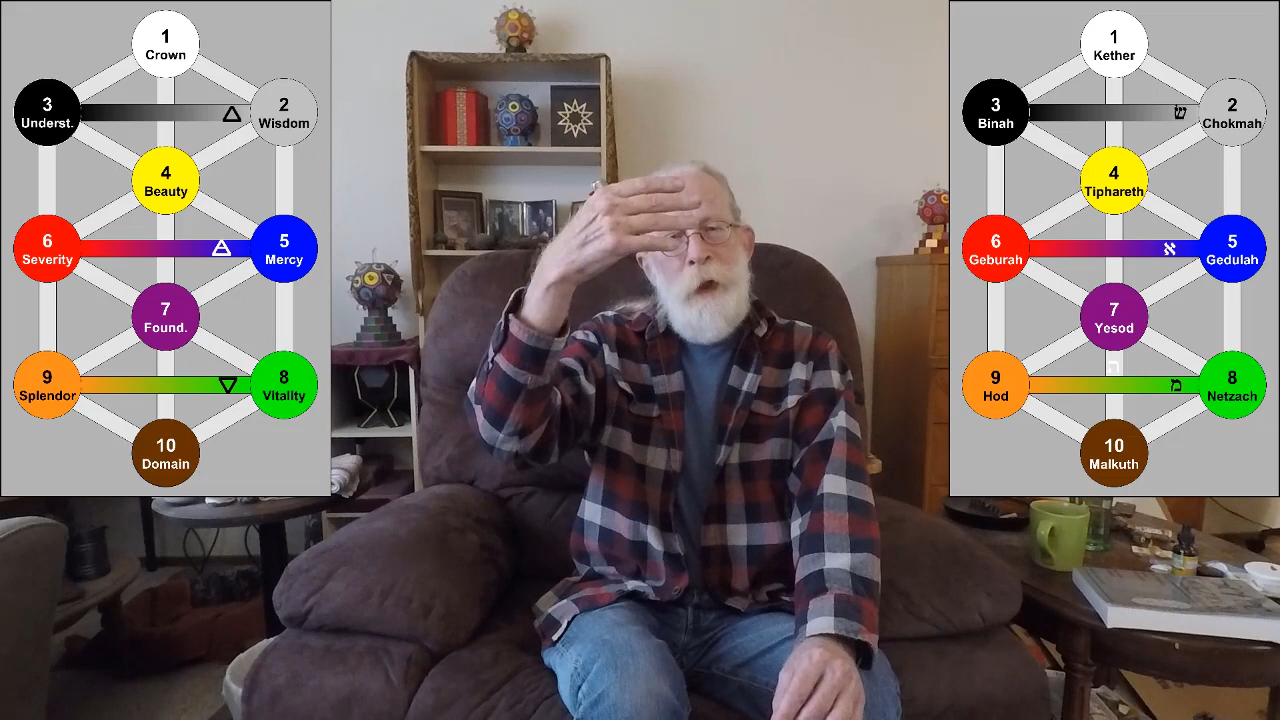 1
Crown
3
Underst.
2
Wisdom
4
Beauty
6
Severity
5
Mercy
7
Found.
9
Splendor
8
Vitality
10
Domain
1
Kether
3
Binah
ש
2
Chokmah
4
Tiphareth
6
Geburah
א
5
Gedulah
7
Yesod
ת
9
Hod
מ
8
Netzach
10
Malkuth